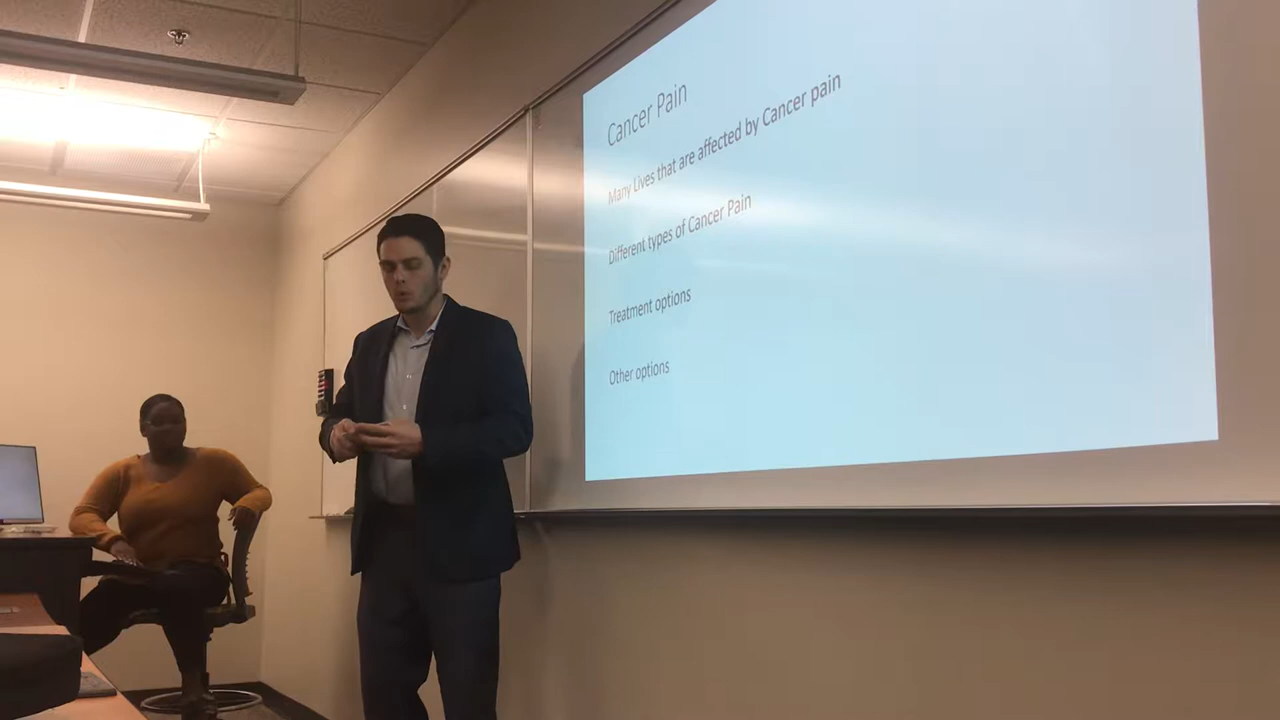 Cancer Pain
Many Lives that are affected by Cancer pain
Different types of Cancer Pain
Treatment options
Other options